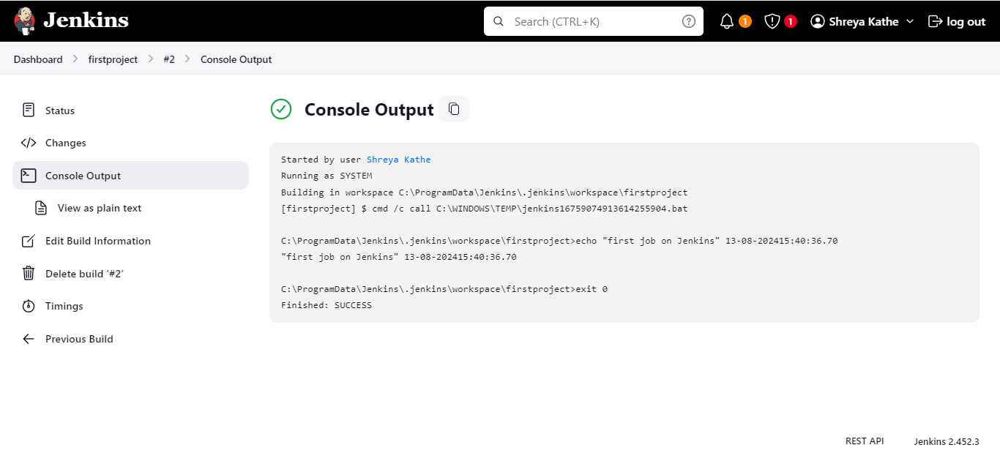 Jenkins
Search (CTRL+K)
1
1
Shreya Kathe
log out
Dashboard
firstproject
#2
Console Output
Status
Changes
Console Output
View as plain text
Edit Build Information
Delete build ‘#2’
Timings
Previous Build
Console Output
Started by user Shreya Kathe
Running as SYSTEM
Building in workspace C:\ProgramData\Jenkins\.jenkins\workspace\firstproject
[firstproject] $ cmd /c call C:\WINDOWS\TEMP\jenkins16759074913614255904.bat
C:\ProgramData\Jenkins\.jenkins\workspace\firstproject>echo "first job on Jenkins" 13-08-202415:40:36.70
"first job on Jenkins" 13-08-202415:40:36.70
C:\ProgramData\Jenkins\.jenkins\workspace\firstproject>exit 0
Finished: SUCCESS
REST API
Jenkins 2.452.3